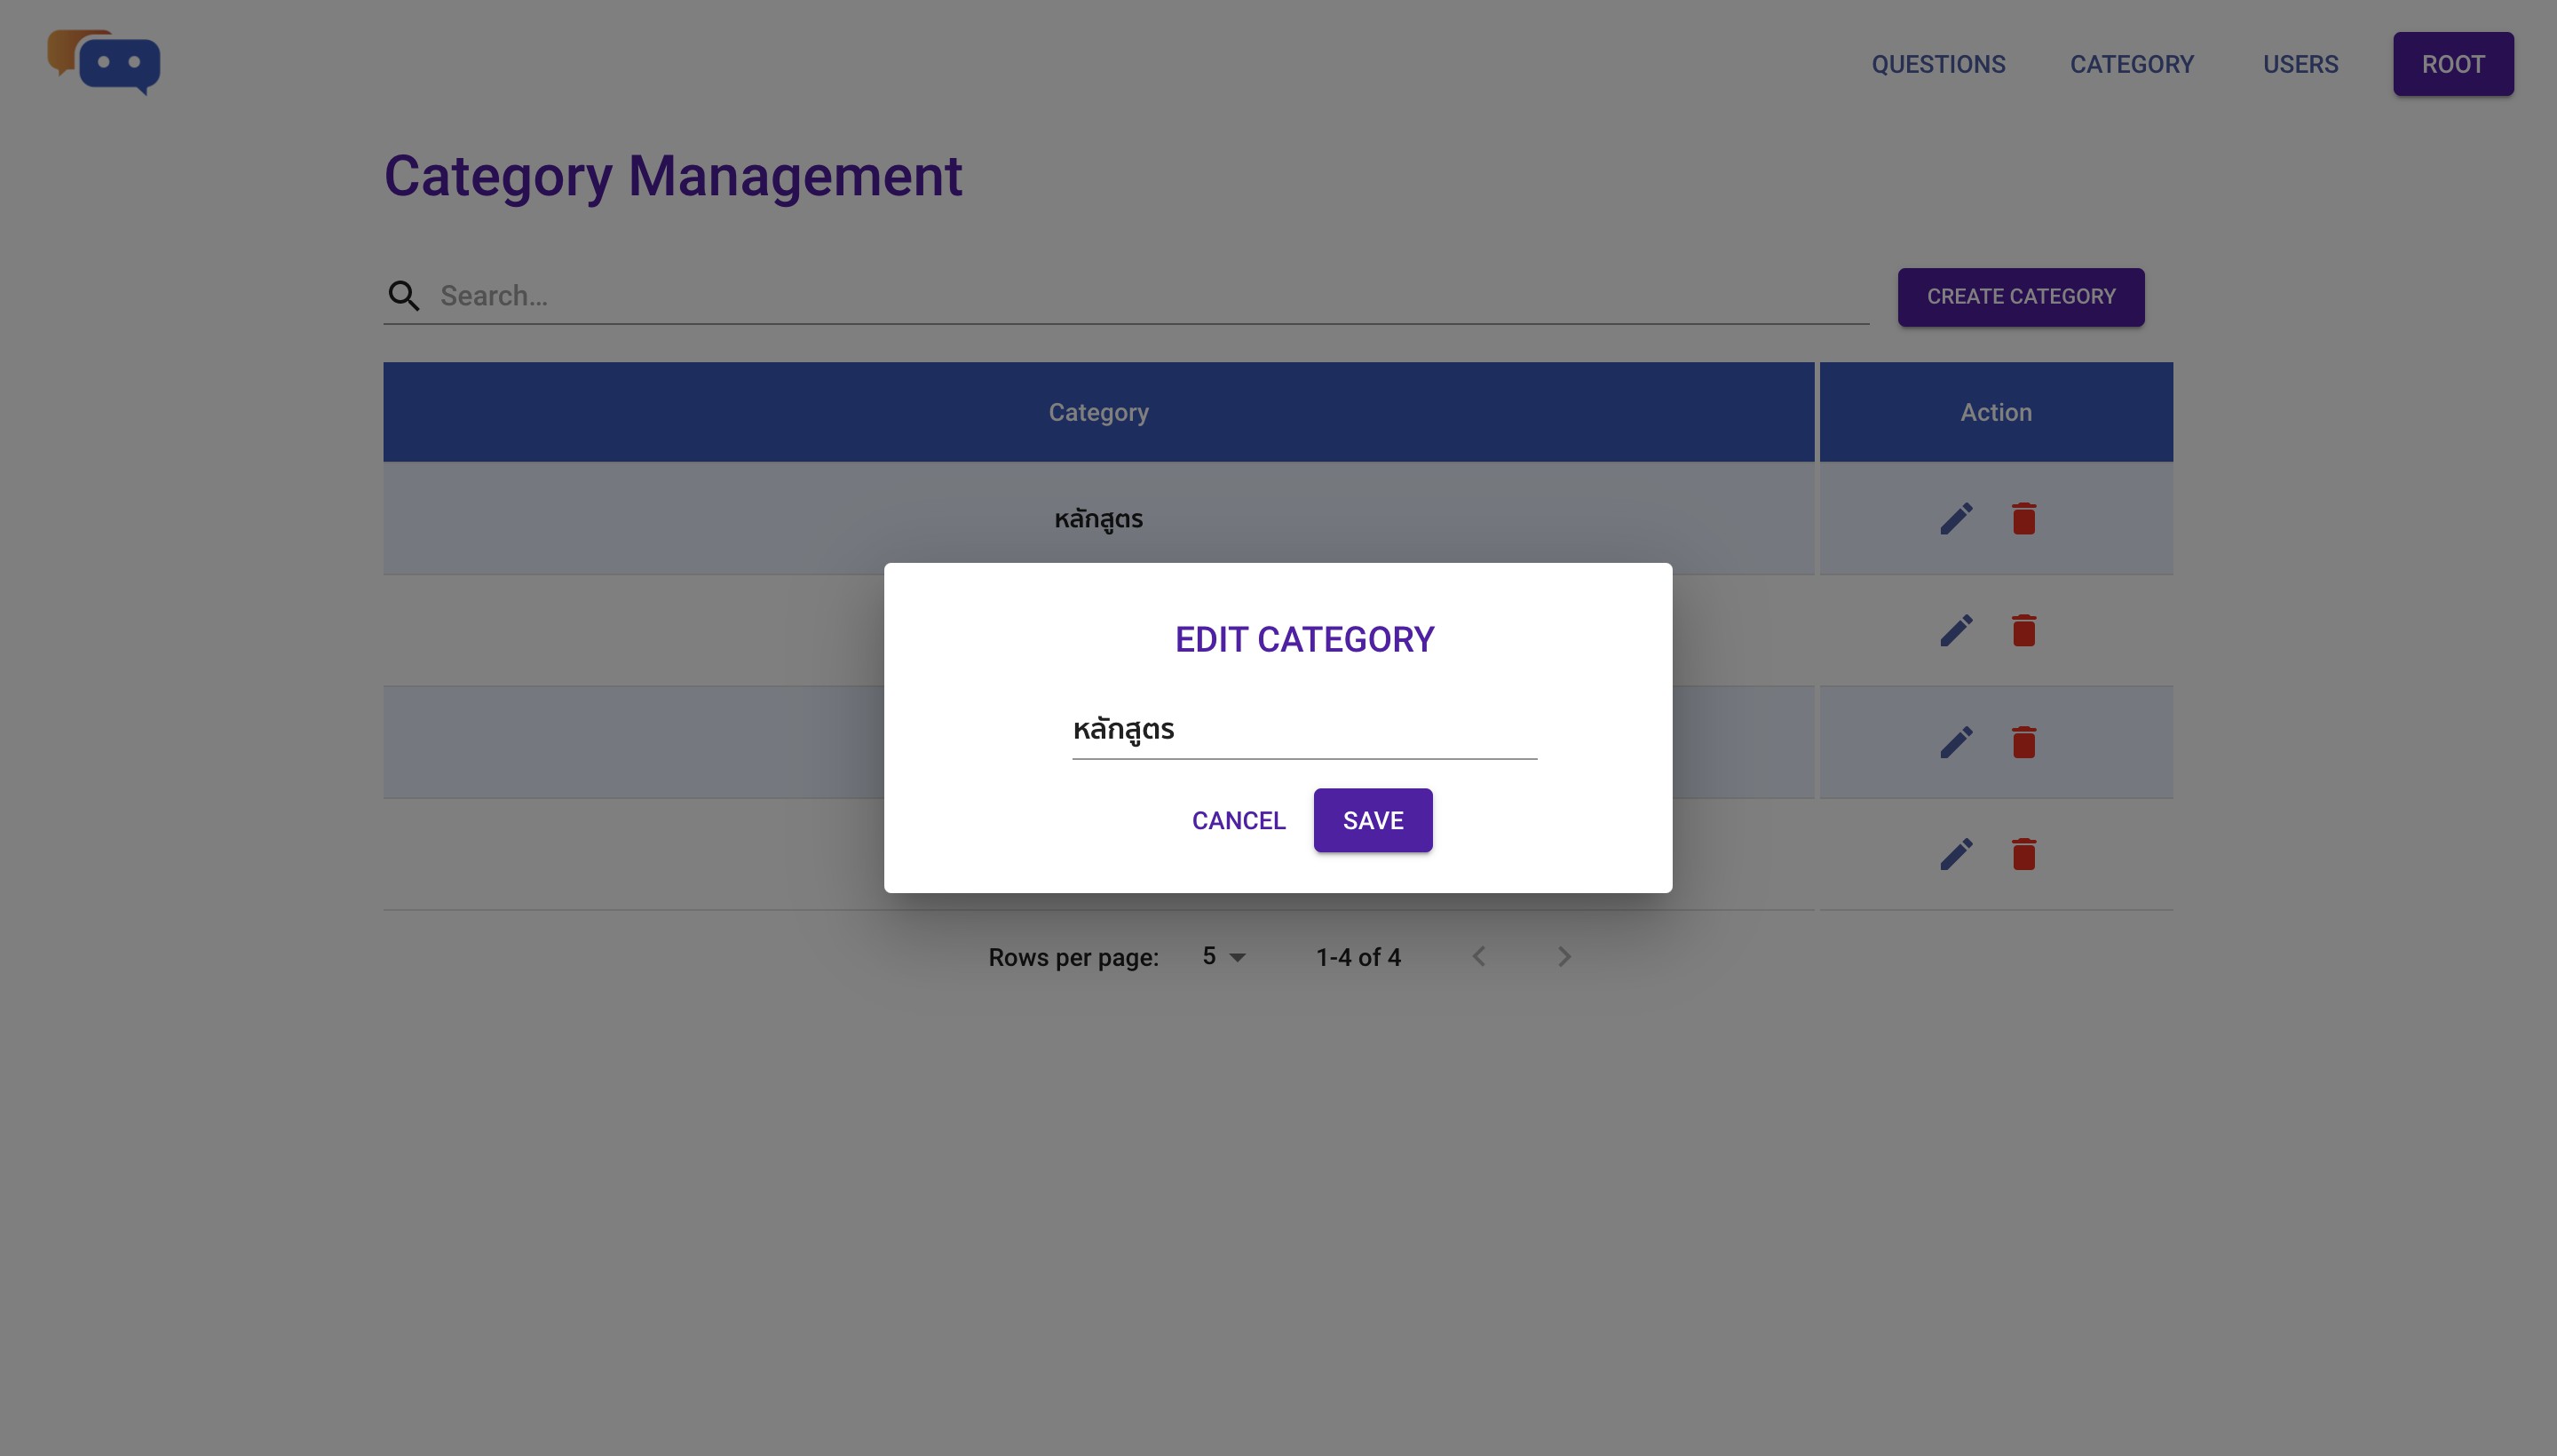 QUESTIONS CATEGORY USERS ROOT
Category Management
Search... CREATE CATEGORY
Category Action
หลักสูตร
EDIT CATEGORY
หลักสูตร
CANCEL SAVE
Rows per page: 5 1-4 of 4